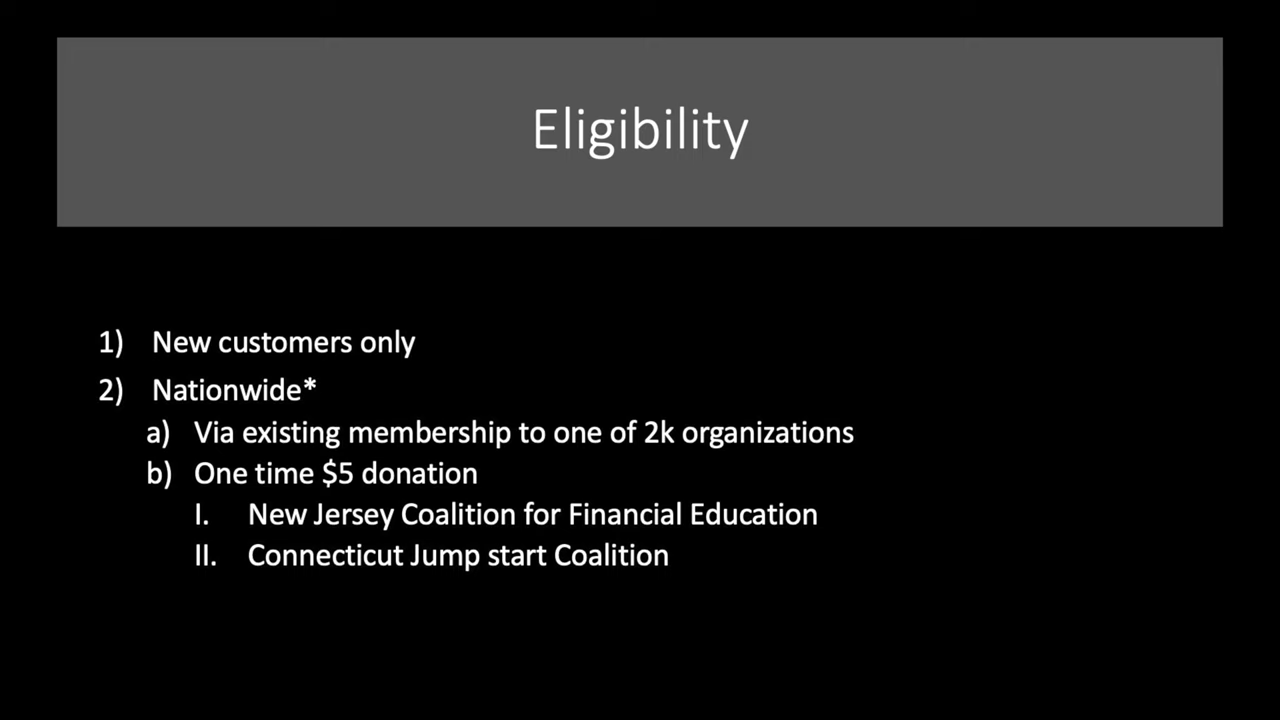 Eligibility
1) New customers only
2) Nationwide*
a) Via existing membership to one of 2k organizations
b) One time $5 donation
I. New Jersey Coalition for Financial Education
II. Connecticut Jump start Coalition